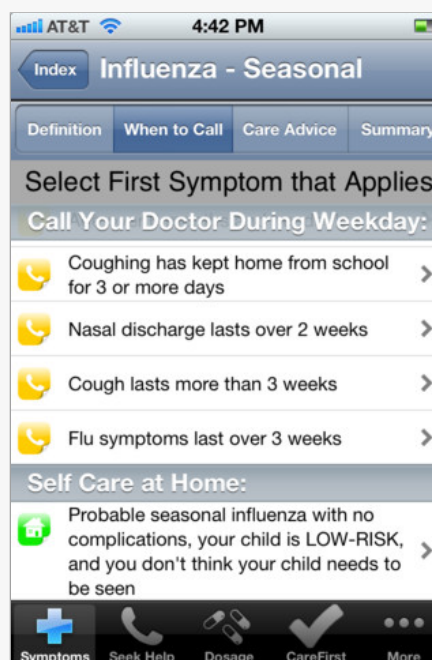 AT&T 4:42 PM
Index Influenza - Seasonal
Definition When to Call Care Advice Summary
Select First Symptom that Applies
Call Your Doctor During Weekday:
Coughing has kept home from school
for 3 or more days
Nasal discharge lasts over 2 weeks
Cough lasts more than 3 weeks
Flu symptoms last over 3 weeks
Self Care at Home:
Probable seasonal influenza with no
complications, your child is LOW-RISK,
and you don't think your child needs to
be seen
Symptoms Seek Help Dosage CareFirst More